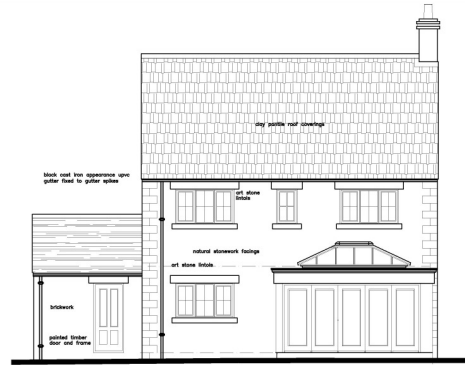 clay pantile roof coverings
black cast iron appearance upvc
gutter fixed to gutter spikes
art stone
lintols
natural stonework facings
art stone lintols
brickwork
painted timber
door and frame